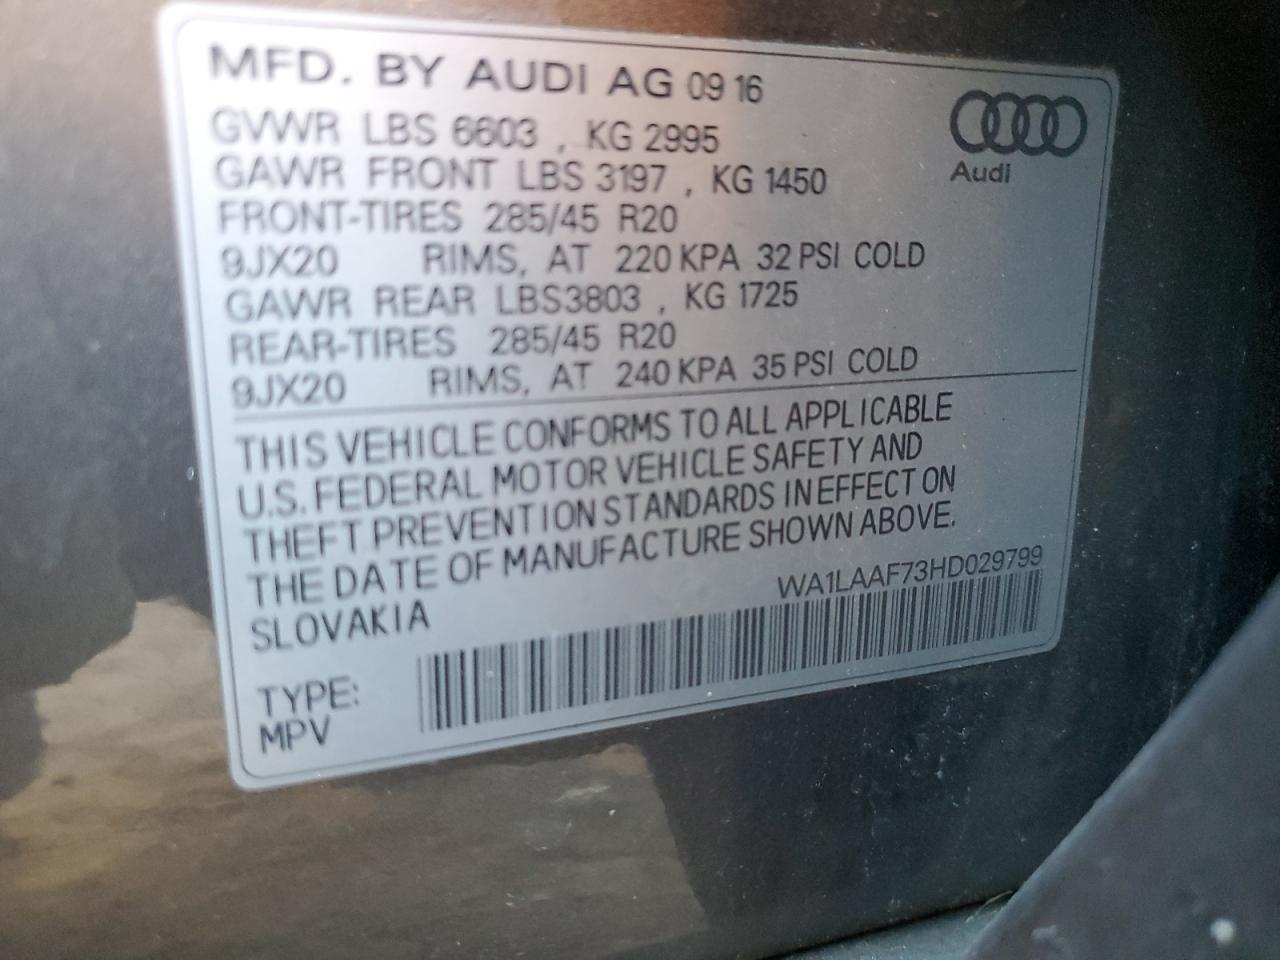 MFD. BY AUDI AG 09 16
GVWR LBS 6603 , KG 2995
GAWR FRONT LBS 3197 , KG 1450
FRONT-TIRES 285/45 R20
9JX20 RIMS, AT 220 KPA 32 PSI COLD
GAWR REAR LBS3803 , KG 1725
REAR-TIRES 285/45 R20
9JX20 RIMS, AT 240 KPA 35 PSI COLD
Audi
THIS VEHICLE CONFORMS TO ALL APPLICABLE
U.S. FEDERAL MOTOR VEHICLE SAFETY AND
THEFT PREVENTION STANDARDS IN EFFECT ON
THE DATE OF MANUFACTURE SHOWN ABOVE.
SLOVAKIA
WA1LAAF73HD029799
TYPE:
MPV